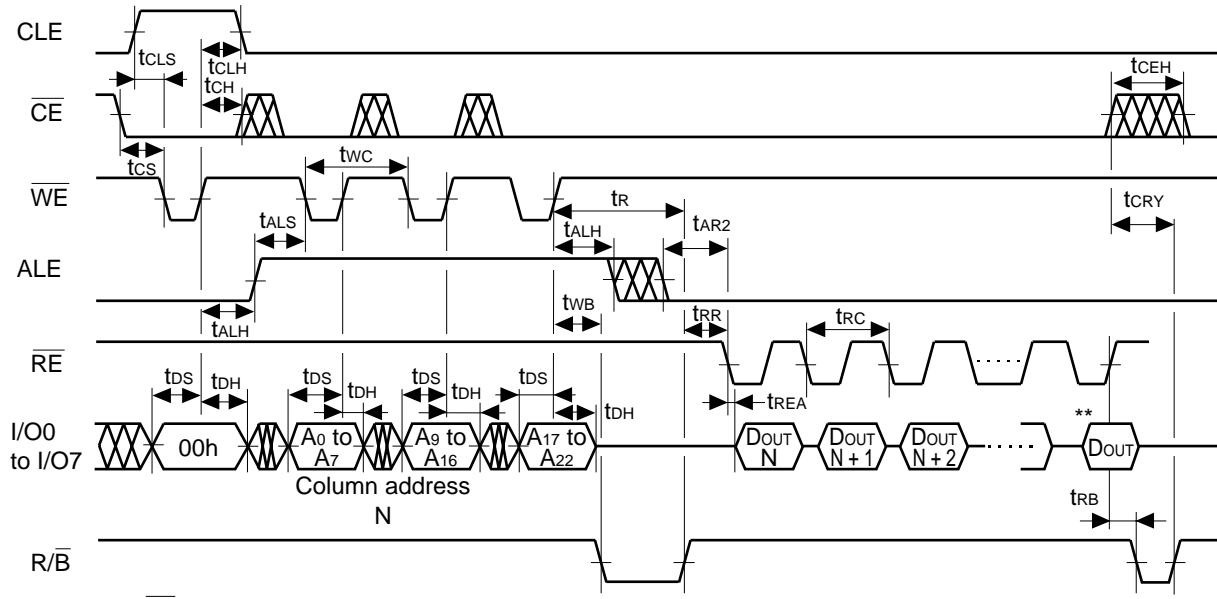 CLE
tCLS
tCLH
tCH
tCEH
CE
tCS
tWC
WE
tALS
tR
tALH
tAR2
tCRY
ALE
tALH
tWB
tRR
tRC
RE
tDS
tDH
tDS
tDH
tDS
tDH
tDS
tDH
tREA
**
I/O0
to I/O7
00h
A0 to
A7
A9 to
A16
A17 to
A22
DOUT
N
DOUT
N + 1
DOUT
N + 2
DOUT
Column address
N
tRB
R/B